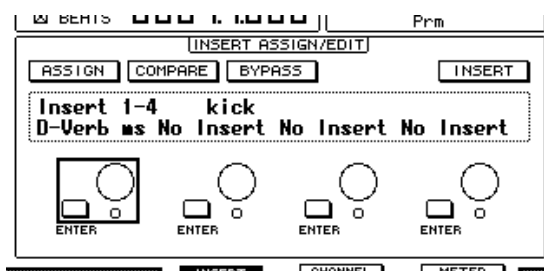 BEATS
Prm
INSERT ASSIGN/EDIT
ASSIGN COMPARE BYPASS INSERT
Insert 1-4 kick
D-Verb ms No Insert No Insert No Insert
ENTER ENTER ENTER ENTER
INSERT CHANNEL METER